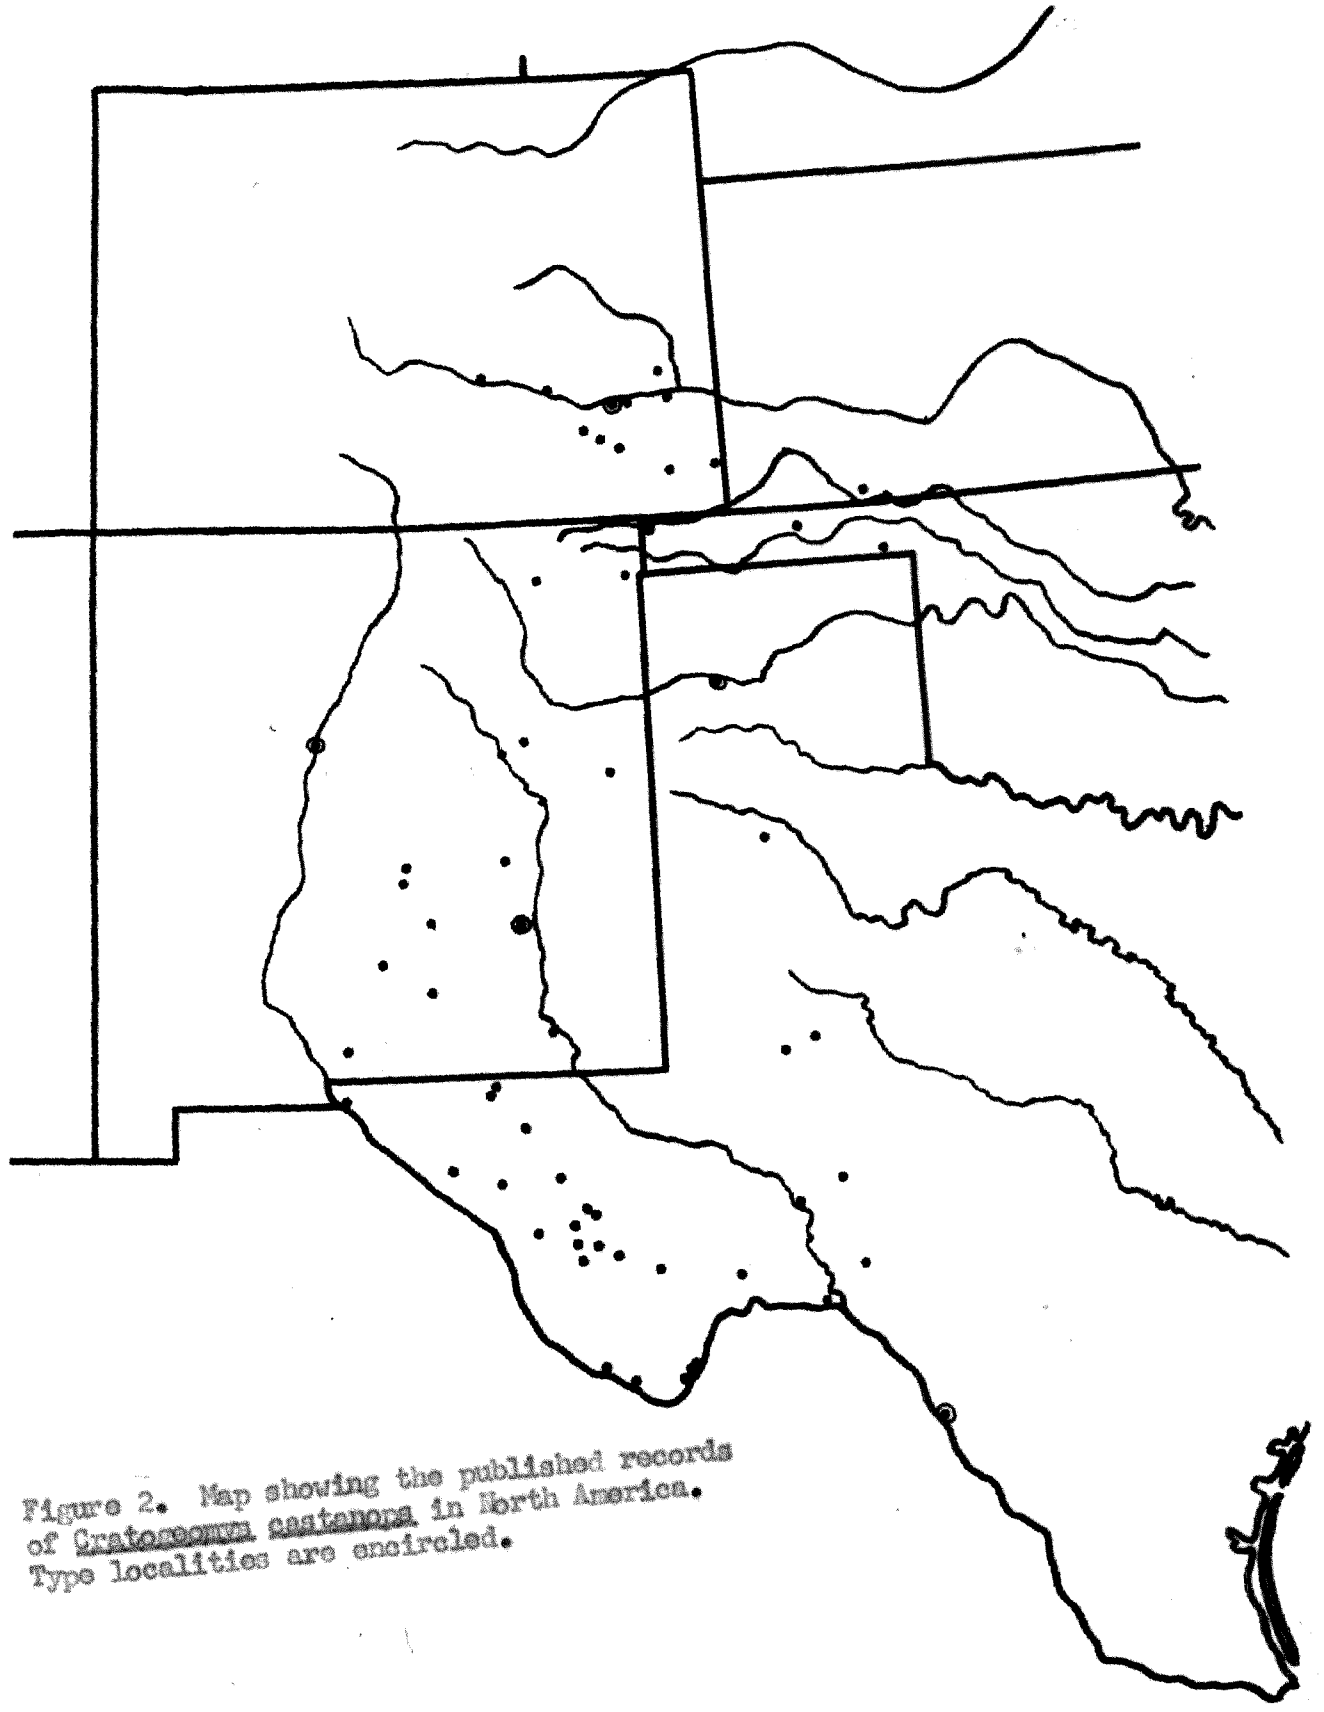 Figure 2. Map showing the published records
of Cratogeomys castanops in North America.
Type localities are encircled.